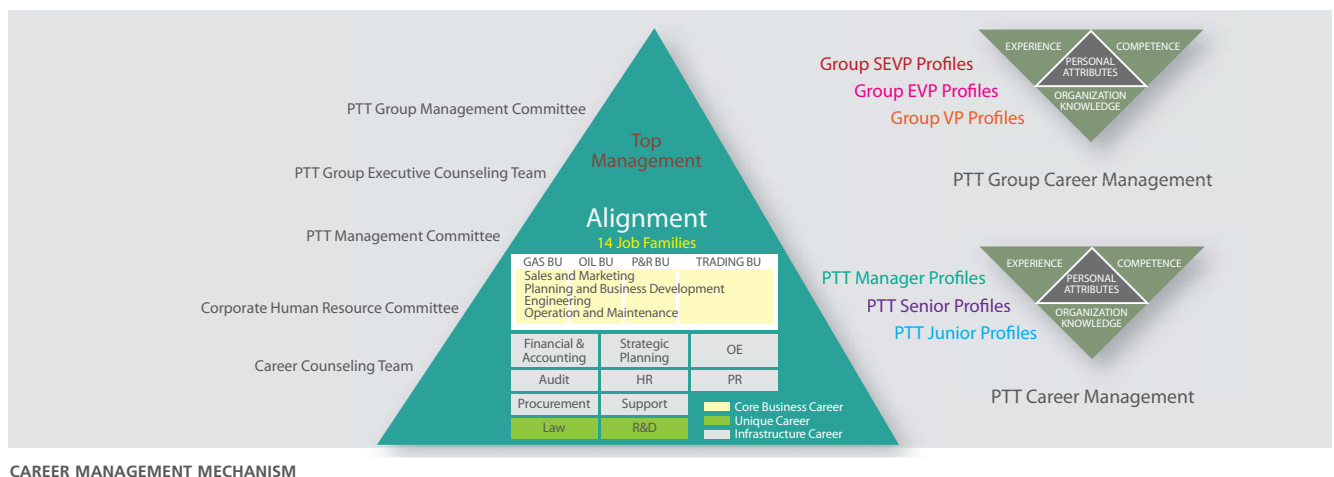 PTT Group Management Committee
PTT Group Executive Counseling Team
PTT Management Committee
Corporate Human Resource Committee
Career Counseling Team
Top
Management
Alignment
14 Job Families
GAS BU OIL BU P&R BU TRADING BU
Sales and Marketing
Planning and Business Development
Engineering
Operation and Maintenance
Financial &
Accounting
Strategic
Planning
OE
Audit
HR
PR
Procurement
Support
Law
R&D
Core Business Career
Unique Career
Infrastructure Career
Group SEVP Profiles
Group EVP Profiles
Group VP Profiles
EXPERIENCE
COMPETENCE
PERSONAL
ATTRIBUTES
ORGANIZATION
KNOWLEDGE
PTT Group Career Management
PTT Manager Profiles
PTT Senior Profiles
PTT Junior Profiles
EXPERIENCE
COMPETENCE
PERSONAL
ATTRIBUTES
ORGANIZATION
KNOWLEDGE
PTT Career Management
CAREER MANAGEMENT MECHANISM